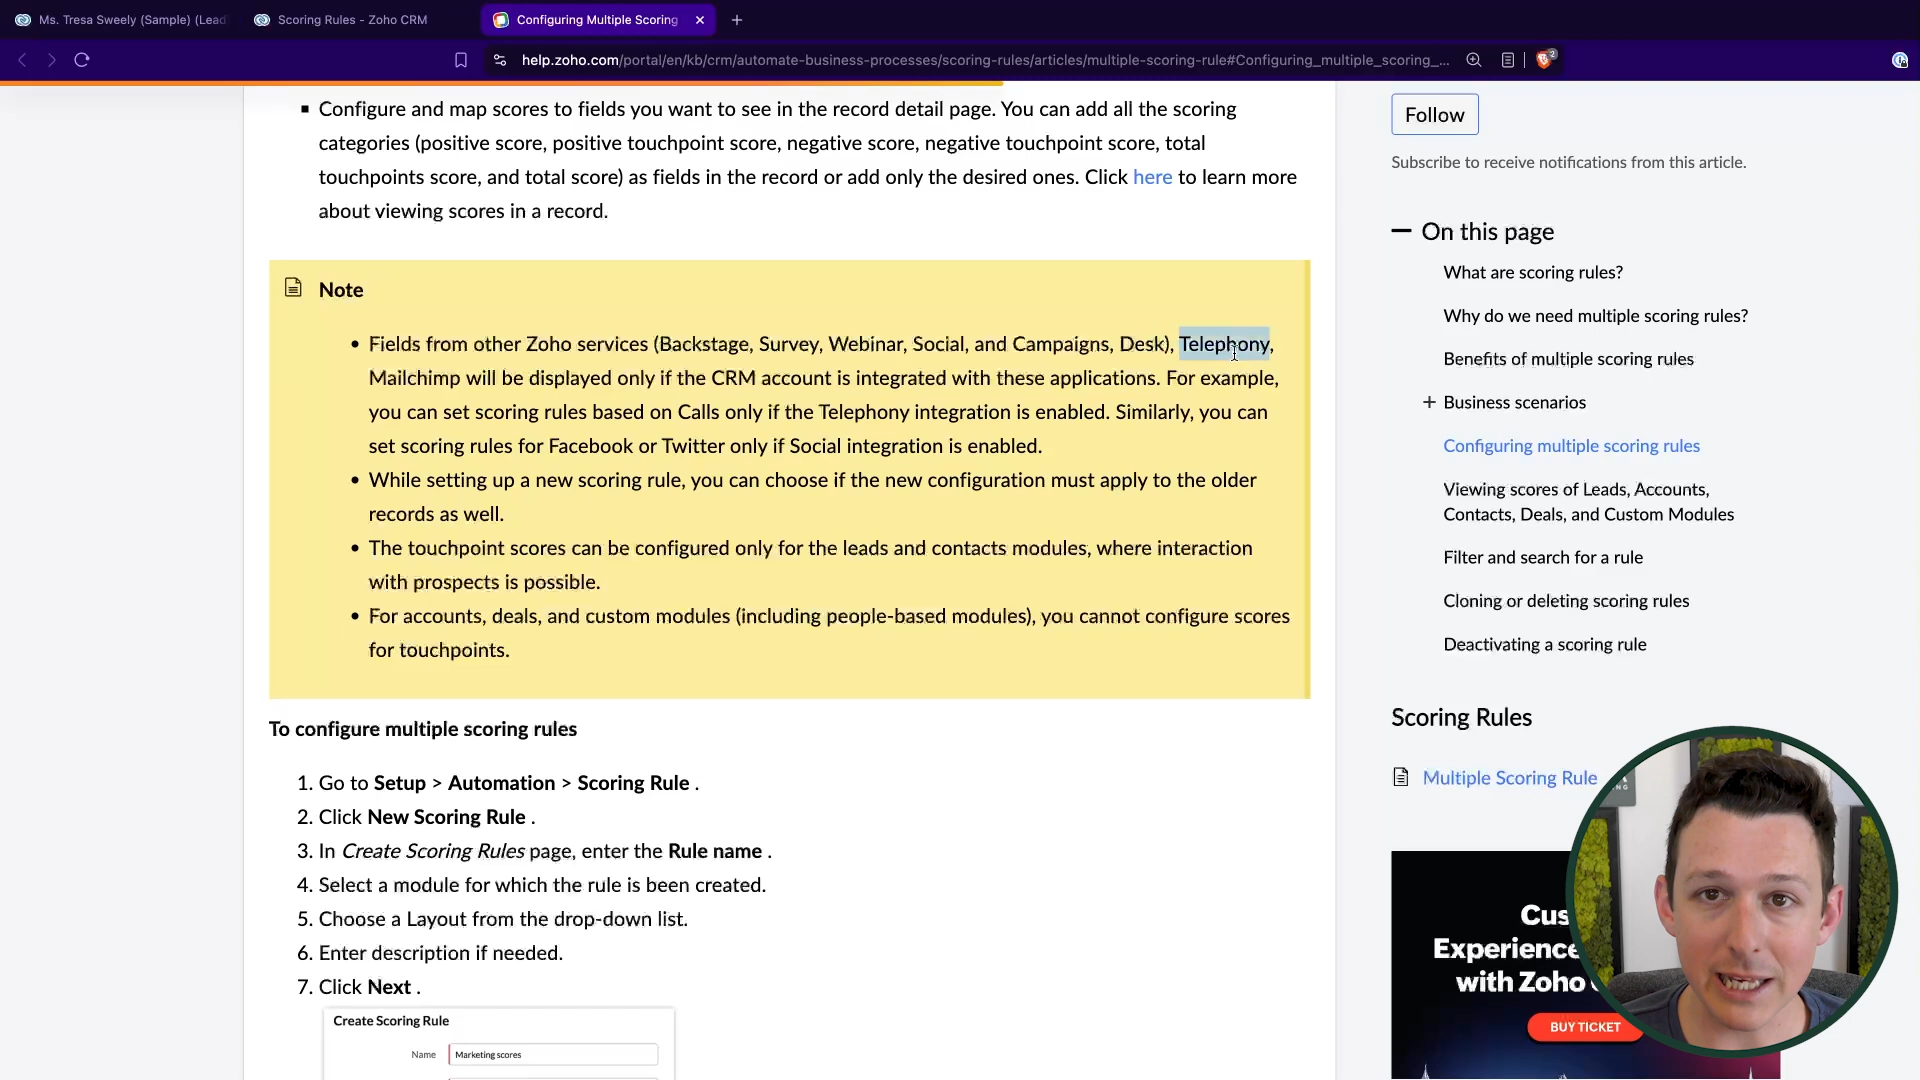 Ms. Tresa Sweely (Sample) (Lead
Scoring Rules - Zoho CRM
Configuring Multiple Scoring
help.zoho.com/portal/en/kb/crm/automate-business-processes/scoring-rules/articles/multiple-scoring-rule#Configuring_multiple_scoring_...
2
▪ Configure and map scores to fields you want to see in the record detail page. You can add all the scoring
categories (positive score, positive touchpoint score, negative score, negative touchpoint score, total
touchpoints score, and total score) as fields in the record or add only the desired ones. Click here to learn more
about viewing scores in a record.
Note
• Fields from other Zoho services (Backstage, Survey, Webinar, Social, and Campaigns, Desk), Telephony,
Mailchimp will be displayed only if the CRM account is integrated with these applications. For example,
you can set scoring rules based on Calls only if the Telephony integration is enabled. Similarly, you can
set scoring rules for Facebook or Twitter only if Social integration is enabled.
• While setting up a new scoring rule, you can choose if the new configuration must apply to the older
records as well.
• The touchpoint scores can be configured only for the leads and contacts modules, where interaction
with prospects is possible.
• For accounts, deals, and custom modules (including people-based modules), you cannot configure scores
for touchpoints.
To configure multiple scoring rules
1. Go to Setup > Automation > Scoring Rule .
2. Click New Scoring Rule .
3. In Create Scoring Rules page, enter the Rule name .
4. Select a module for which the rule is been created.
5. Choose a Layout from the drop-down list.
6. Enter description if needed.
7. Click Next .
Create Scoring Rule
Name Marketing scores
Follow
Subscribe to receive notifications from this article.
On this page
What are scoring rules?
Why do we need multiple scoring rules?
Benefits of multiple scoring rules
+ Business scenarios
Configuring multiple scoring rules
Viewing scores of Leads, Accounts,
Contacts, Deals, and Custom Modules
Filter and search for a rule
Cloning or deleting scoring rules
Deactivating a scoring rule
Scoring Rules
Multiple Scoring Rule
Cus
Experience
with Zoho
BUY TICKET